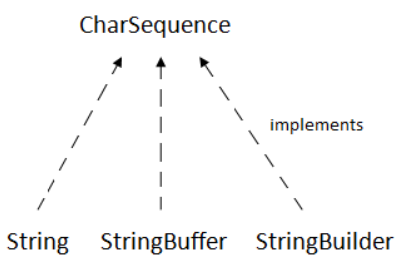 CharSequence
implements
String StringBuffer StringBuilder